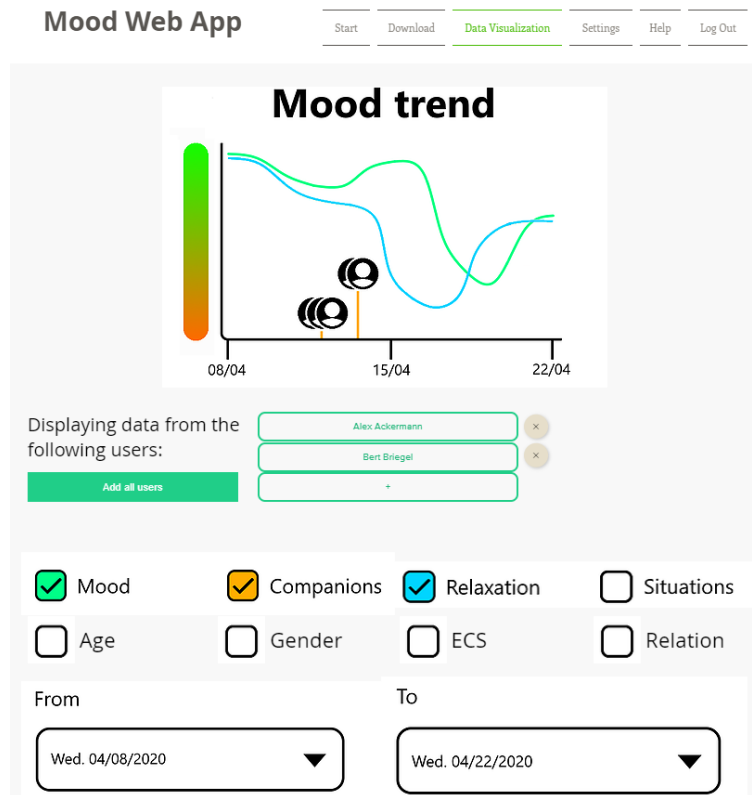 Mood Web App
Start Download Data Visualization Settings Help Log Out
Mood trend
08/04 15/04 22/04
Displaying data from the
following users:
Add all users
Alex Ackermann ×
Bert Briegel ×
+
Mood Companions Relaxation Situations
Age Gender ECS Relation
From To
Wed. 04/08/2020 Wed. 04/22/2020